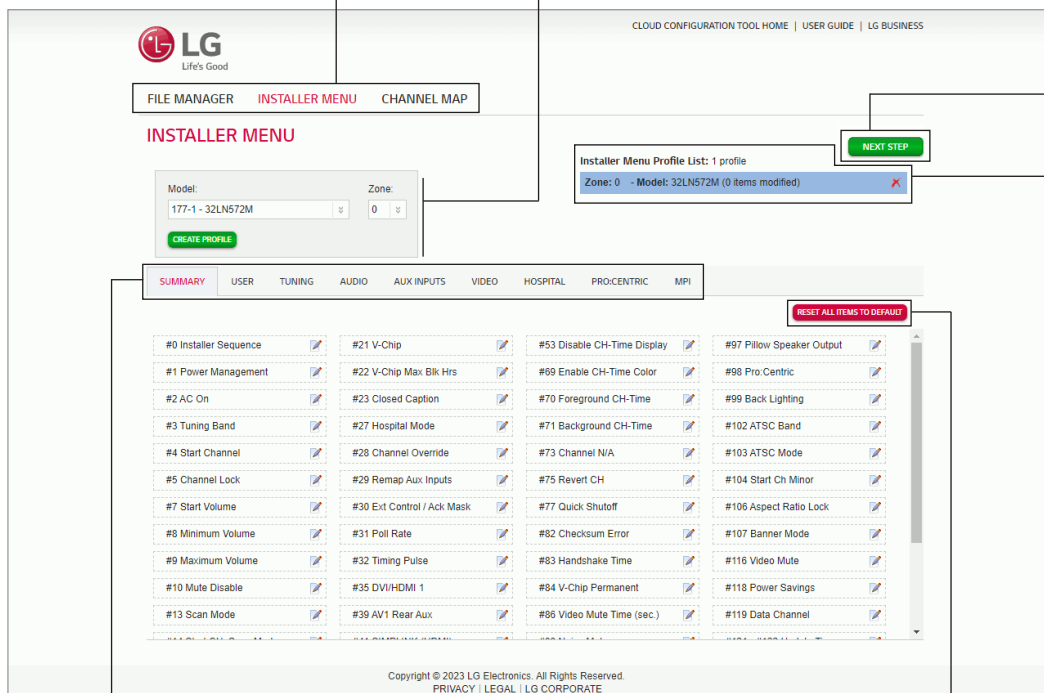 CLOUD CONFIGURATION TOOL HOME | USER GUIDE | LG BUSINESS
LG
Life's Good
FILE MANAGER INSTALLER MENU CHANNEL MAP
INSTALLER MENU
NEXT STEP
Installer Menu Profile List: 1 profile
Zone: 0 - Model: 32LN572M (0 items modified)
Model: Zone:
177-1 - 32LN572M 0
CREATE PROFILE
SUMMARY USER TUNING AUDIO AUX INPUTS VIDEO HOSPITAL PRO:CENTRIC MPI
RESET ALL ITEMS TO DEFAULT
#0 Installer Sequence #21 V-Chip #53 Disable CH-Time Display #97 Pillow Speaker Output
#1 Power Management #22 V-Chip Max Blk Hrs #69 Enable CH-Time Color #98 Pro:Centric
#2 AC On #23 Closed Caption #70 Foreground CH-Time #99 Back Lighting
#3 Tuning Band #27 Hospital Mode #71 Background CH-Time #102 ATSC Band
#4 Start Channel #28 Channel Override #73 Channel N/A #103 ATSC Mode
#5 Channel Lock #29 Remap Aux Inputs #75 Revert CH #104 Start Ch Minor
#7 Start Volume #30 Ext Control / Ack Mask #77 Quick Shutoff #106 Aspect Ratio Lock
#8 Minimum Volume #31 Poll Rate #82 Checksum Error #107 Banner Mode
#9 Maximum Volume #32 Timing Pulse #83 Handshake Time #116 Video Mute
#10 Mute Disable #35 DVI/HDMI 1 #84 V-Chip Permanent #118 Power Savings
#13 Scan Mode #39 AV1 Rear Aux #86 Video Mute Time (sec.) #119 Data Channel
Copyright © 2023 LG Electronics. All Rights Reserved.
PRIVACY | LEGAL | LG CORPORATE